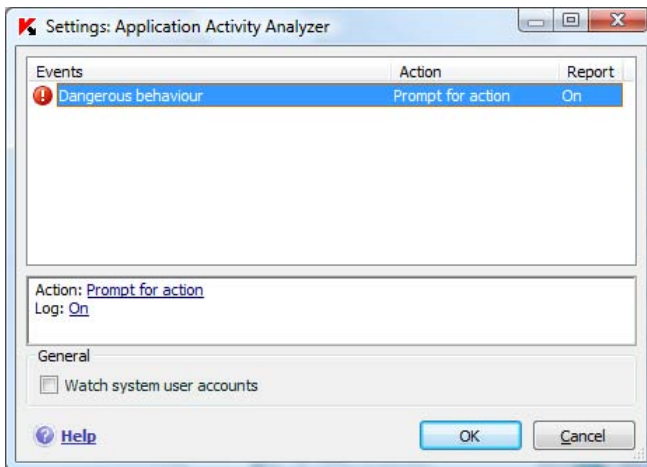 Settings: Application Activity Analyzer
Events Action Report
Dangerous behaviour Prompt for action On
Action: Prompt for action
Log: On
General
Watch system user accounts
Help OK Cancel